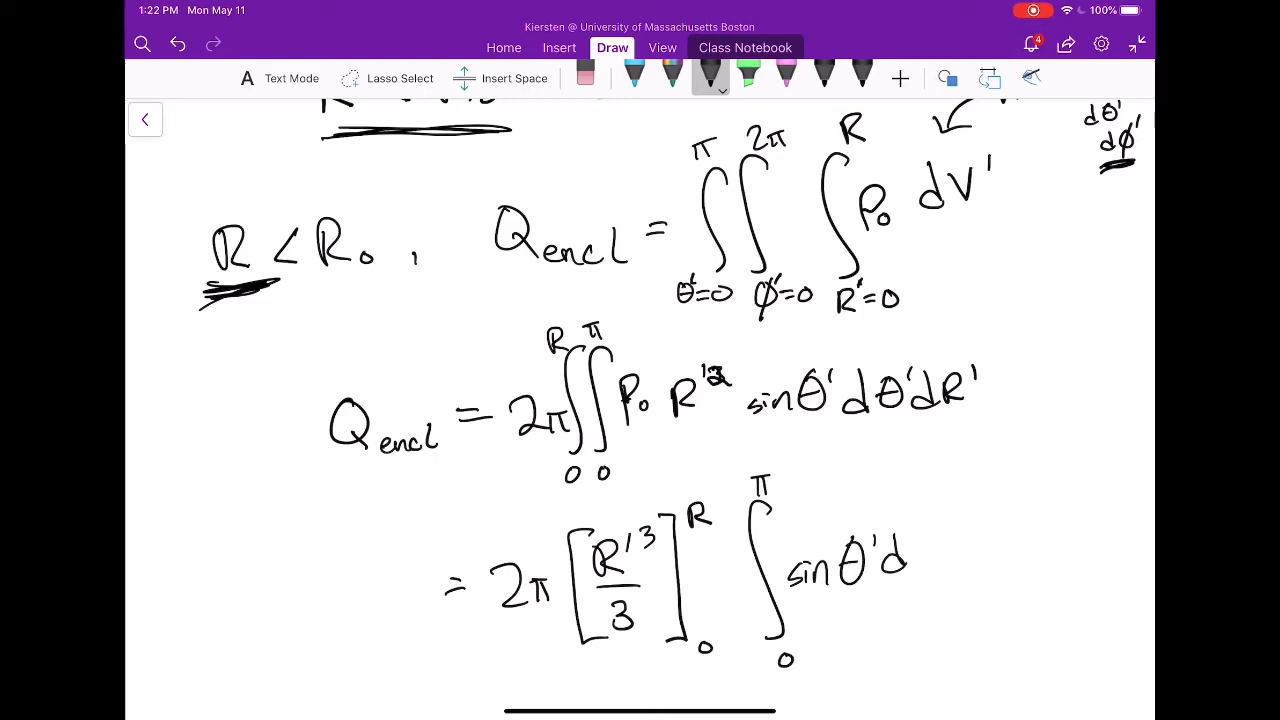 1:22 PM Mon May 11
100%
Kiersten @ University of Massachusetts Boston
Home Insert Draw View Class Notebook
4
Text Mode Lasso Select Insert Space
dθ'
dϕ'
R < R₀ , Q_encl = ∫_{θ'=0}^{π} ∫_{ϕ'=0}^{2π} ∫_{R'=0}^{R} ρ₀ dV'
Q_encl = 2π ∫_0^R ∫_0^π ρ₀ R'² sinθ' dθ' dR'
= 2π [R'³/3]_0^R ∫_0^π sinθ' d